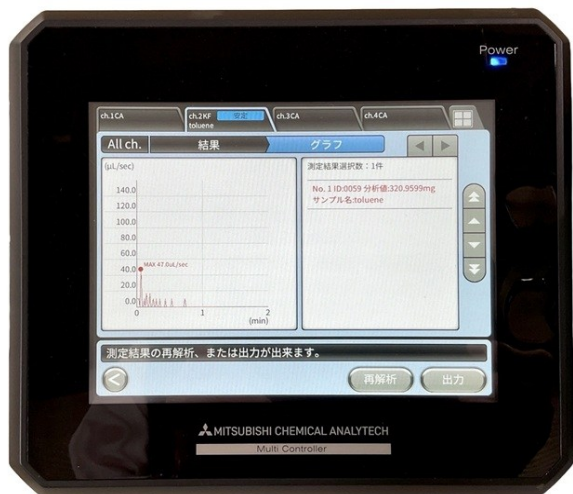 Power
ch.1CA
ch.2KF 測定
toluene
ch.3CA
ch.4CA
All ch.
結果
グラフ
(μL/sec)
140.0
120.0
100.0
80.0
60.0
40.0
20.0
0.0
MAX 47.0uL/sec
0
1
2
(min)
測定結果選択数：1件
No. 1 ID:0059 分析値:320.9599mg
サンプル名:toluene
測定結果の再解析、または出力が出来ます。
<
再解析
出力
MITSUBISHI CHEMICAL ANALYTECH
Multi Controller